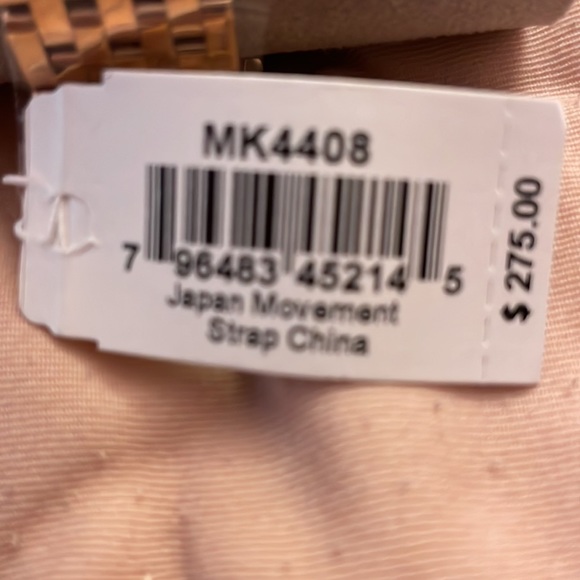 MK4408
7 96483 45214 5
Japan Movement
Strap China
$ 275.00